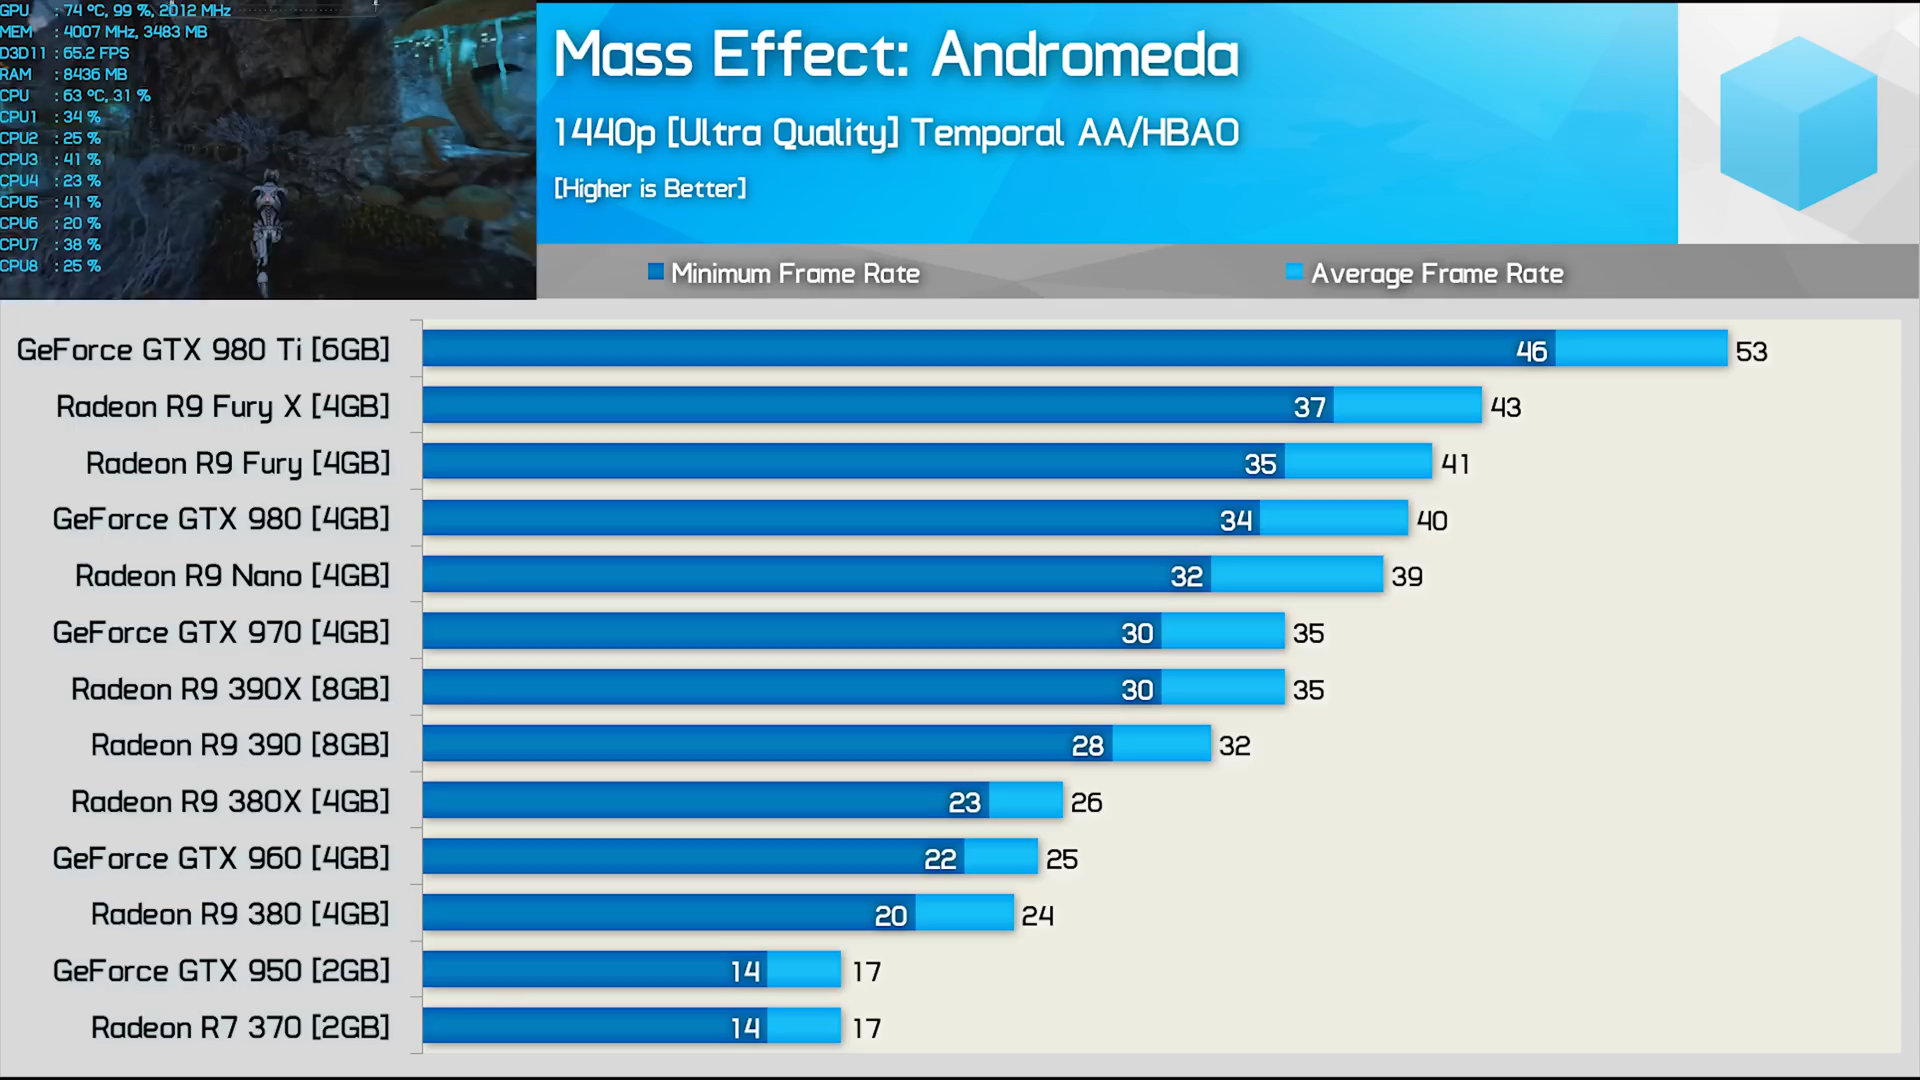 GPU : 74 ºC, 99 %, 2012 MHz
MEM : 4007 MHz, 3483 MB
D3D11 : 65.2 FPS
RAM : 8436 MB
CPU : 63 ºC, 31 %
CPU1 : 34 %
CPU2 : 25 %
CPU3 : 41 %
CPU4 : 23 %
CPU5 : 41 %
CPU6 : 20 %
CPU7 : 38 %
CPU8 : 25 %
Mass Effect: Andromeda
1440p [Ultra Quality] Temporal AA/HBAO
[Higher is Better]
Minimum Frame Rate Average Frame Rate
GeForce GTX 980 Ti [6GB] 46 53
Radeon R9 Fury X [4GB] 37 43
Radeon R9 Fury [4GB] 35 41
GeForce GTX 980 [4GB] 34 40
Radeon R9 Nano [4GB] 32 39
GeForce GTX 970 [4GB] 30 35
Radeon R9 390X [8GB] 30 35
Radeon R9 390 [8GB] 28 32
Radeon R9 380X [4GB] 23 26
GeForce GTX 960 [4GB] 22 25
Radeon R9 380 [4GB] 20 24
GeForce GTX 950 [2GB] 14 17
Radeon R7 370 [2GB] 14 17